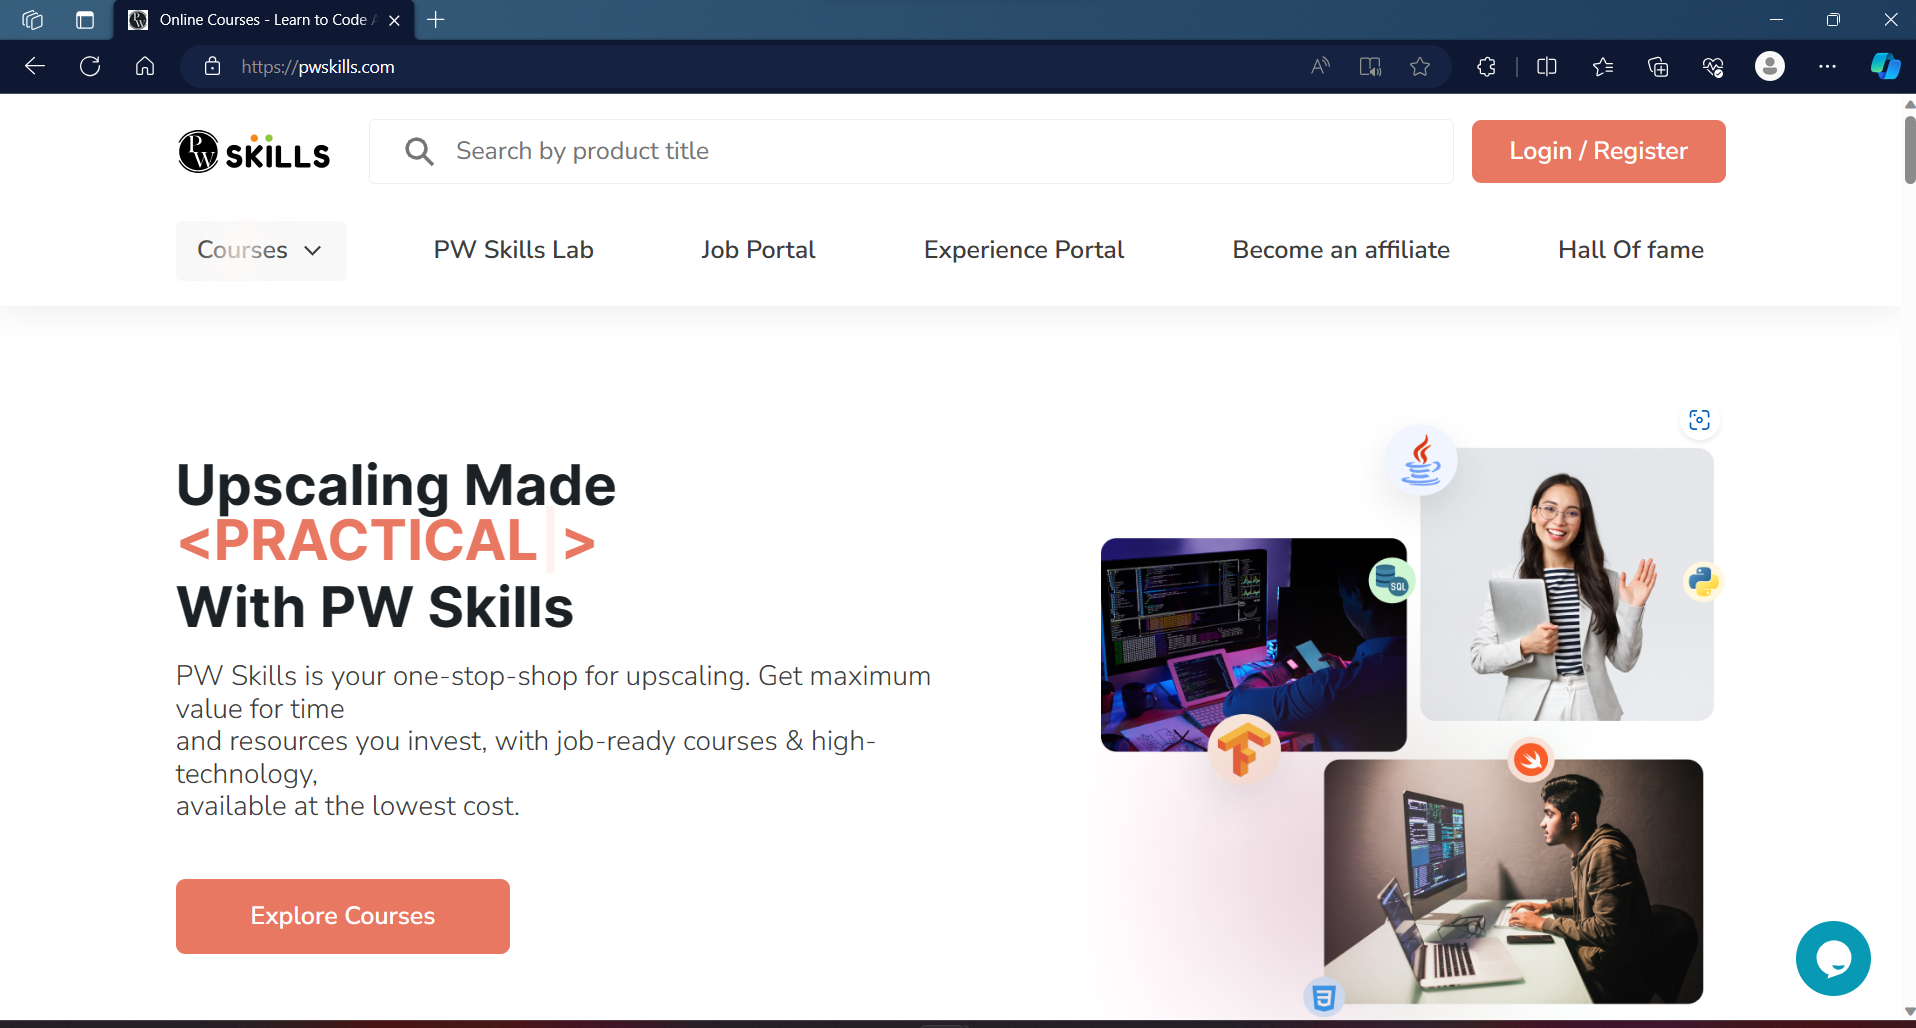 Online Courses - Learn to Code
https://pwskills.com
PW SKILLS
Search by product title
Login / Register
Courses
PW Skills Lab
Job Portal
Experience Portal
Become an affiliate
Hall Of fame
Upscaling Made
<PRACTICAL >
With PW Skills
PW Skills is your one-stop-shop for upscaling. Get maximum
value for time
and resources you invest, with job-ready courses & high-
technology,
available at the lowest cost.
Explore Courses
SQL